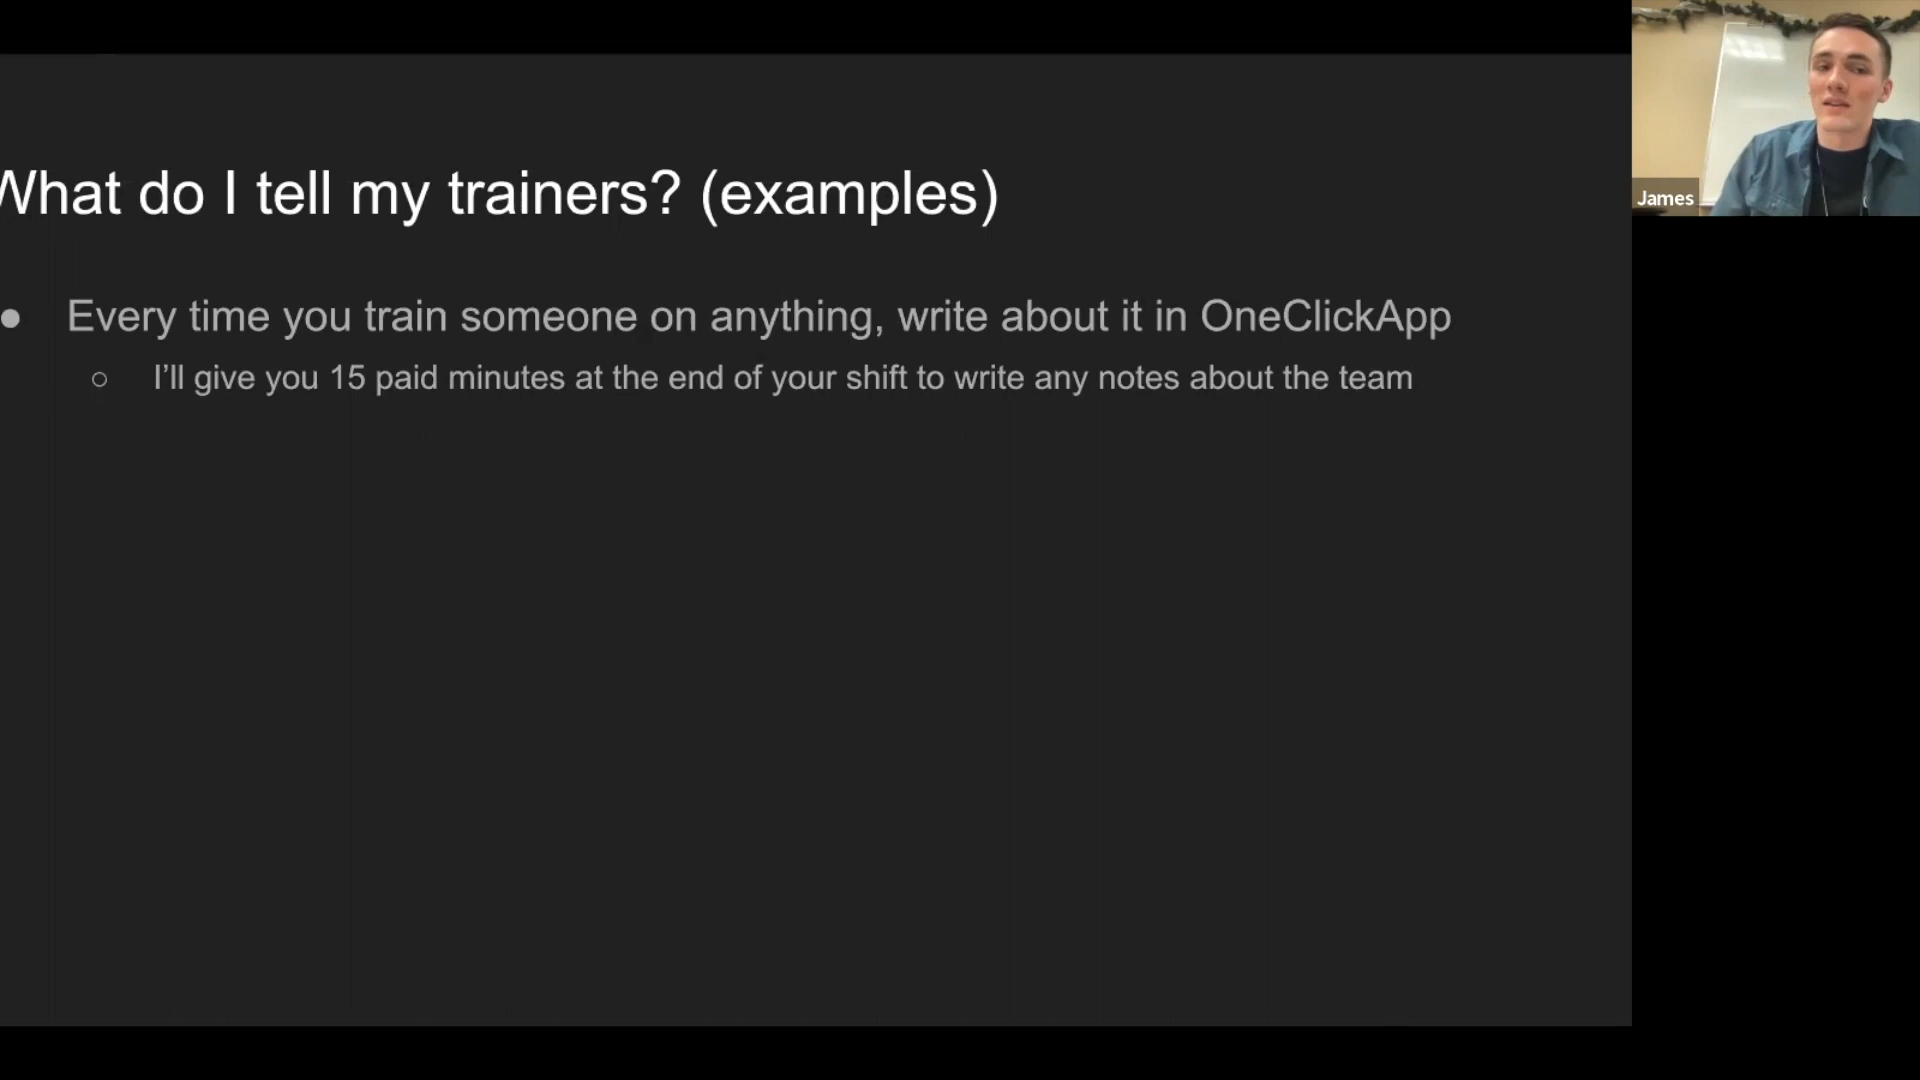 What do I tell my trainers? (examples)
● Every time you train someone on anything, write about it in OneClickApp
○ I’ll give you 15 paid minutes at the end of your shift to write any notes about the team
James